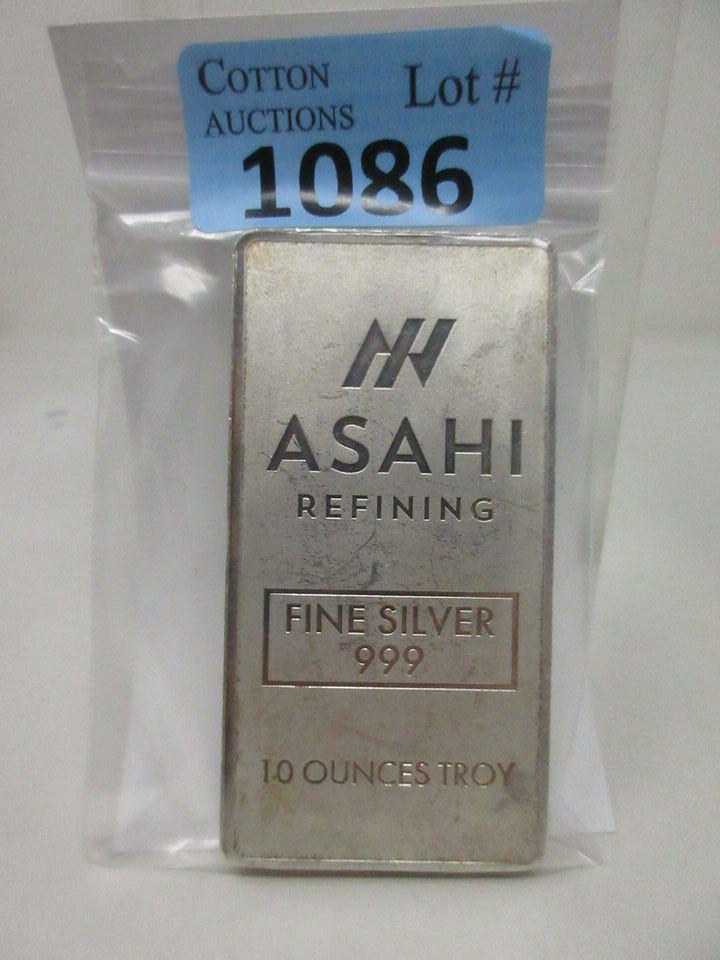 COTTON
AUCTIONS
Lot #
1086
ASAHI
REFINING
FINE SILVER
999
10 OUNCES TROY